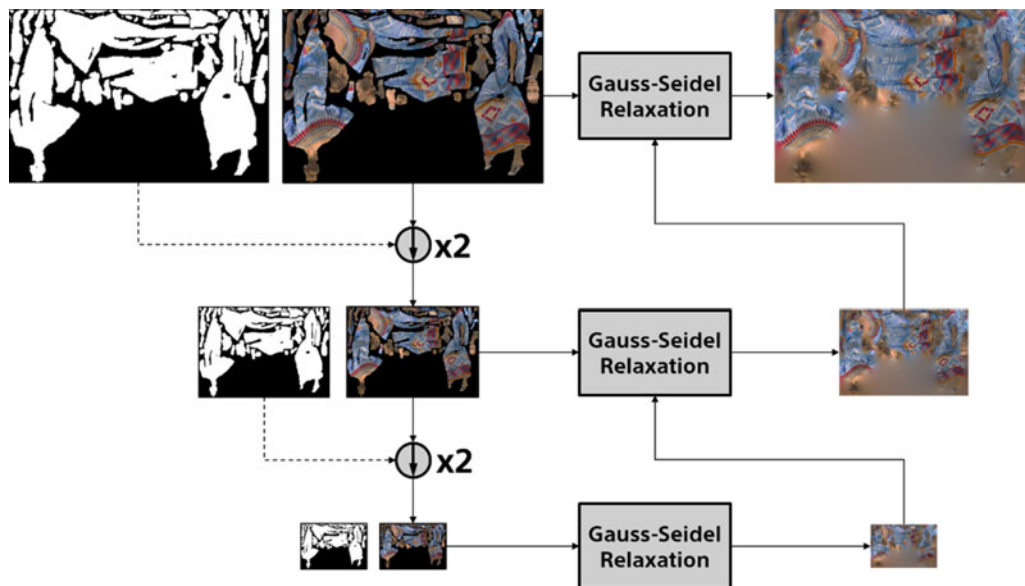 Gauss-Seidel
Relaxation
x2
Gauss-Seidel
Relaxation
x2
Gauss-Seidel
Relaxation